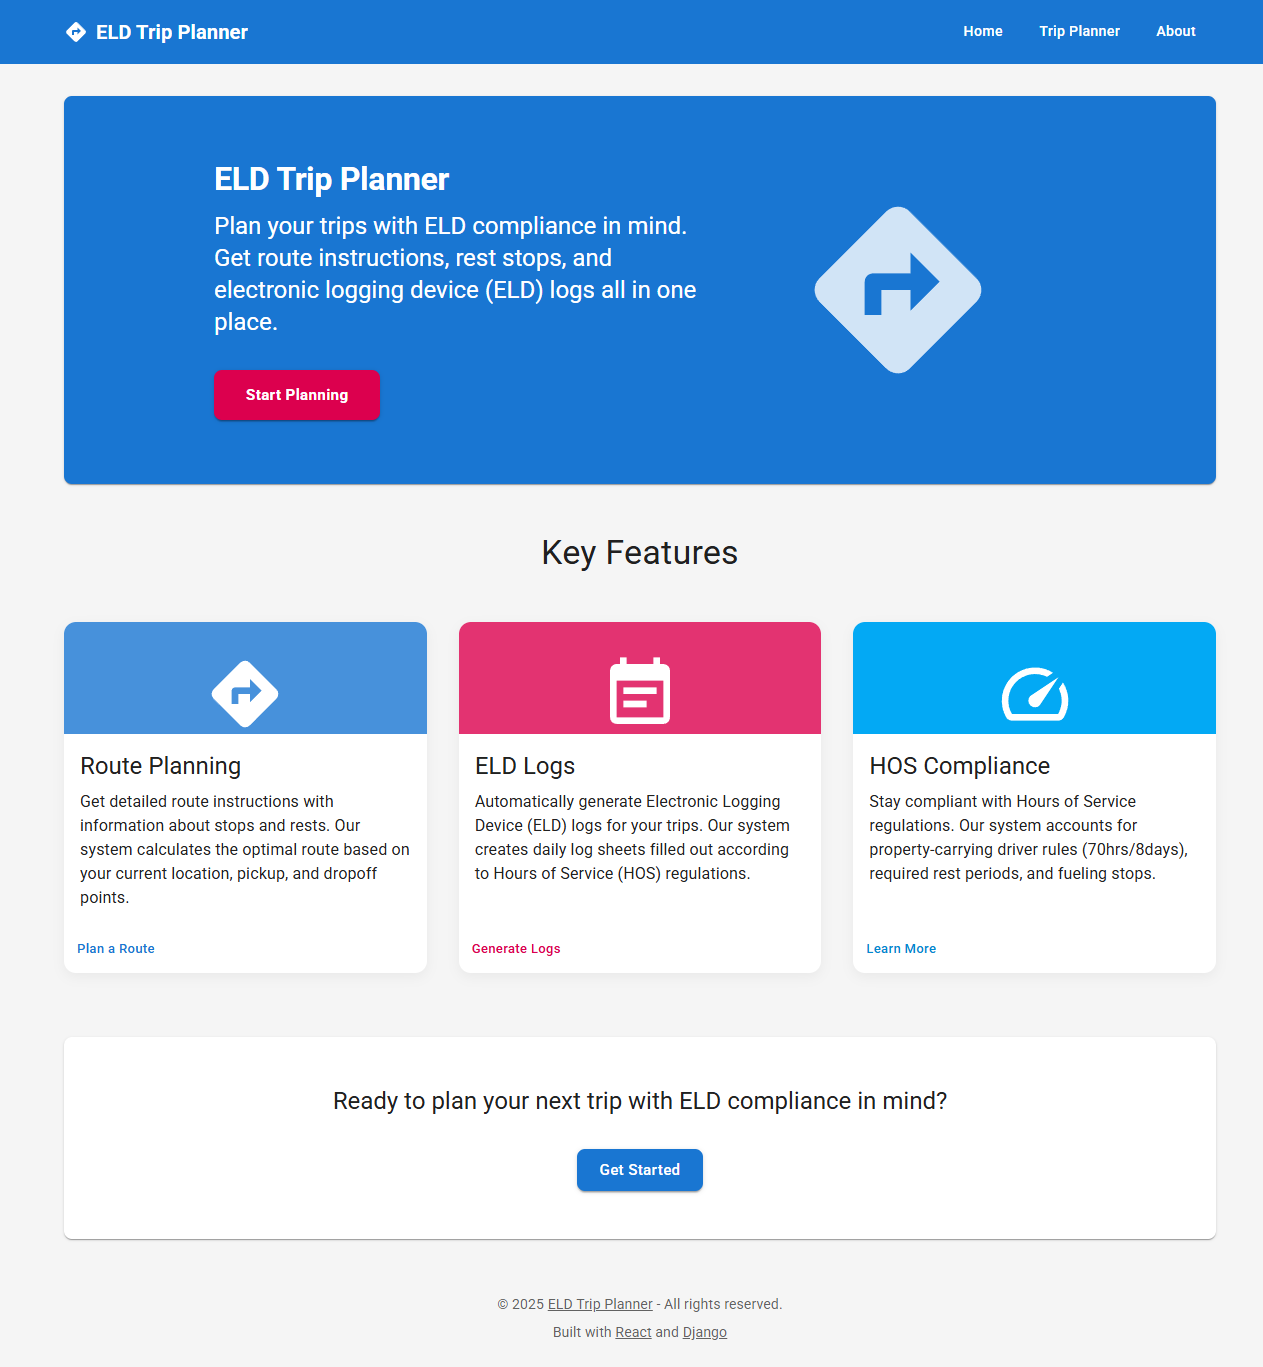 ELD Trip Planner
Home
Trip Planner
About
ELD Trip Planner
Plan your trips with ELD compliance in mind.
Get route instructions, rest stops, and
electronic logging device (ELD) logs all in one
place.
Start Planning
Key Features
Route Planning
Get detailed route instructions with
information about stops and rests. Our
system calculates the optimal route based on
your current location, pickup, and dropoff
points.
Plan a Route
ELD Logs
Automatically generate Electronic Logging
Device (ELD) logs for your trips. Our system
creates daily log sheets filled out according
to Hours of Service (HOS) regulations.
Generate Logs
HOS Compliance
Stay compliant with Hours of Service
regulations. Our system accounts for
property-carrying driver rules (70hrs/8days),
required rest periods, and fueling stops.
Learn More
Ready to plan your next trip with ELD compliance in mind?
Get Started
© 2025 ELD Trip Planner - All rights reserved.
Built with React and Django